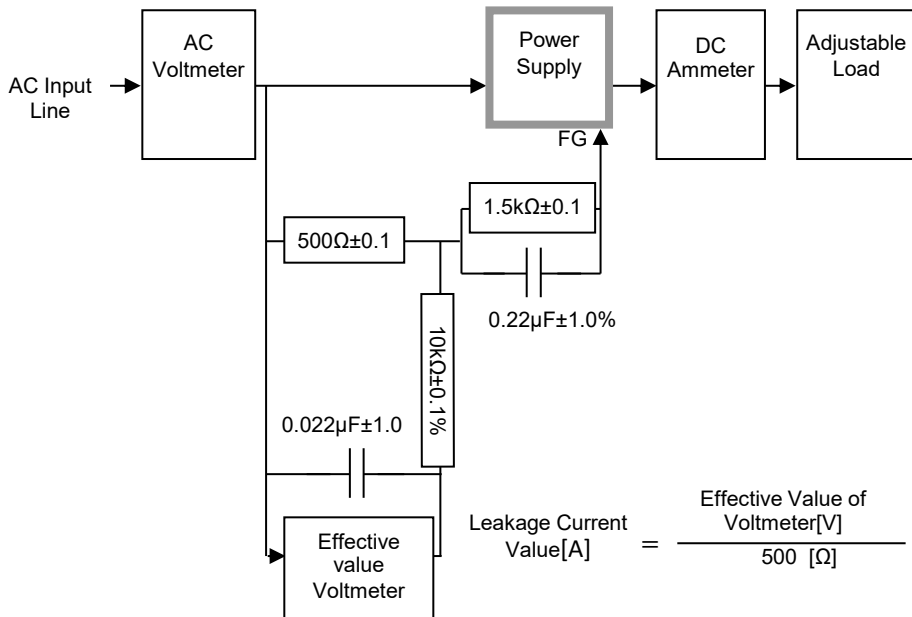 AC
Voltmeter
Power
Supply
DC
Ammeter
Adjustable
Load
AC Input
Line
FG
1.5kΩ±0.1
500Ω±0.1
0.22µF±1.0%
10kΩ±0.1%
0.022µF±1.0
Effective
value
Voltmeter
Leakage Current
Value[A]
=
Effective Value of
Voltmeter[V]
500 [Ω]